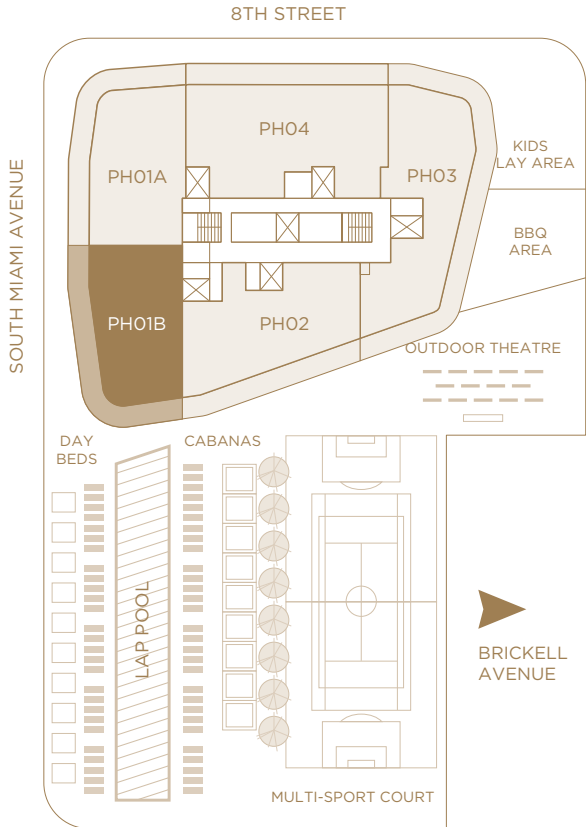 8TH STREET
PH04
KIDS
LAY AREA
PH01A
PH03
SOUTH MIAMI AVENUE
BBQ
AREA
PH01B
PH02
OUTDOOR THEATRE
DAY
BEDS
CABANAS
LAP POOL
BRICKELL
AVENUE
MULTI-SPORT COURT